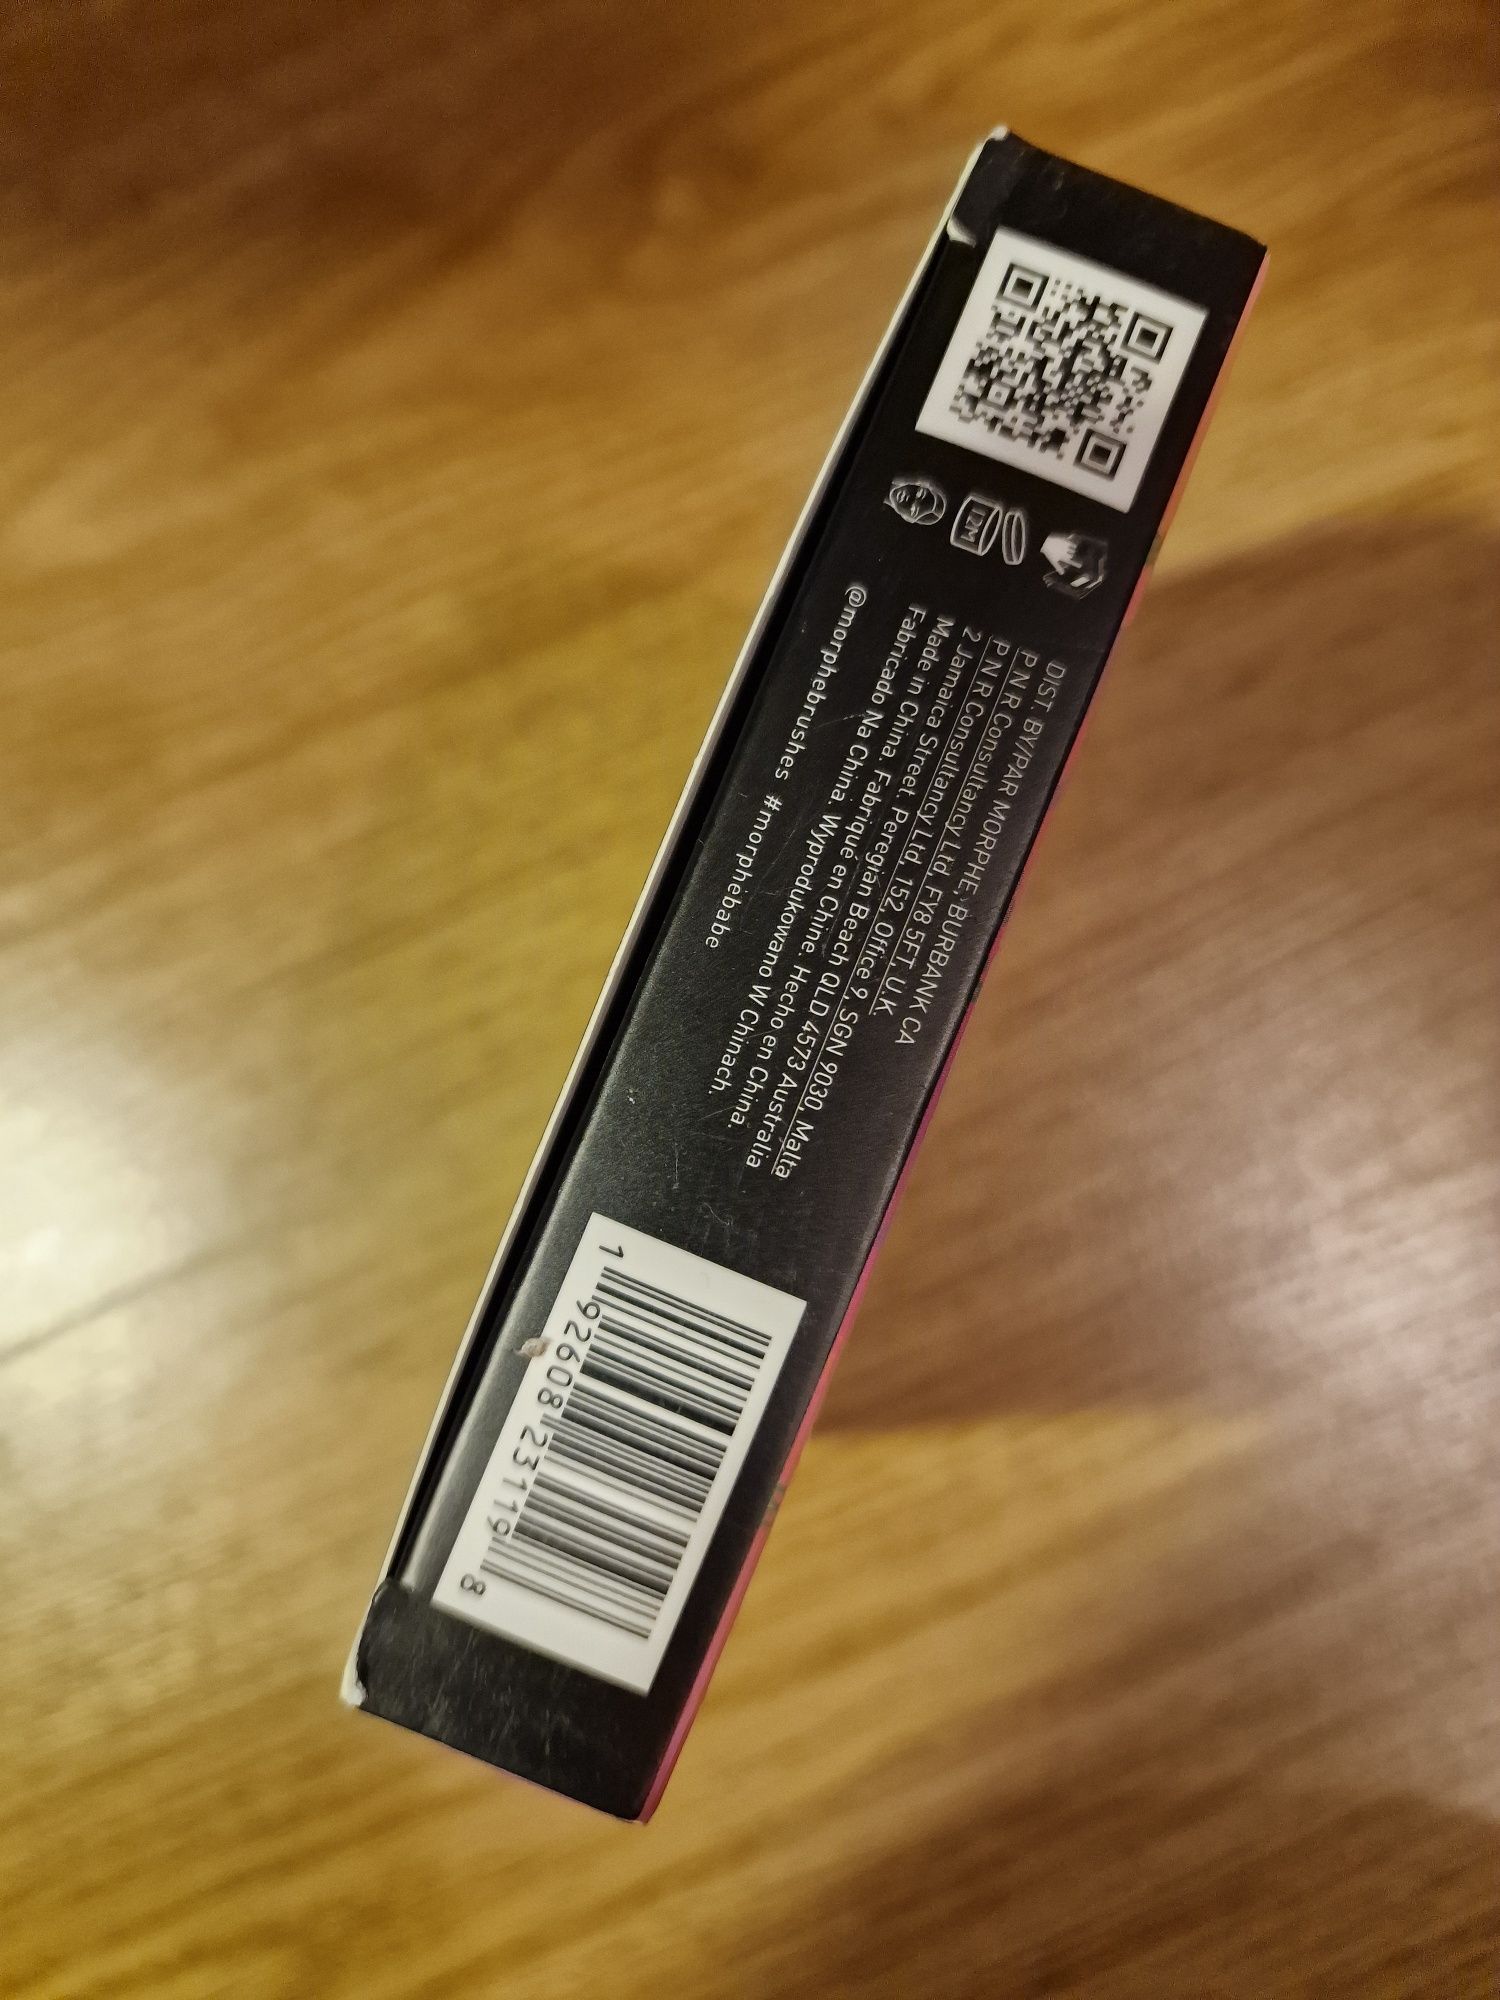 12M
DIST. BY/PAR MORPHE, BURBANK CA
P N R Consultancy Ltd, FY8 5FT, U.K.
P N R Consultancy Ltd, 152, Office 9, SGN 9030, Malta
2 Jamaica Street. Peregian Beach QLD 4573 Australia
Made in China. Fabriqué en Chine. Hecho en China.
Fabricado Na China. Wyprodukowano W Chinach.
@morphebrushes #morphebabe
1 92608 23119 8